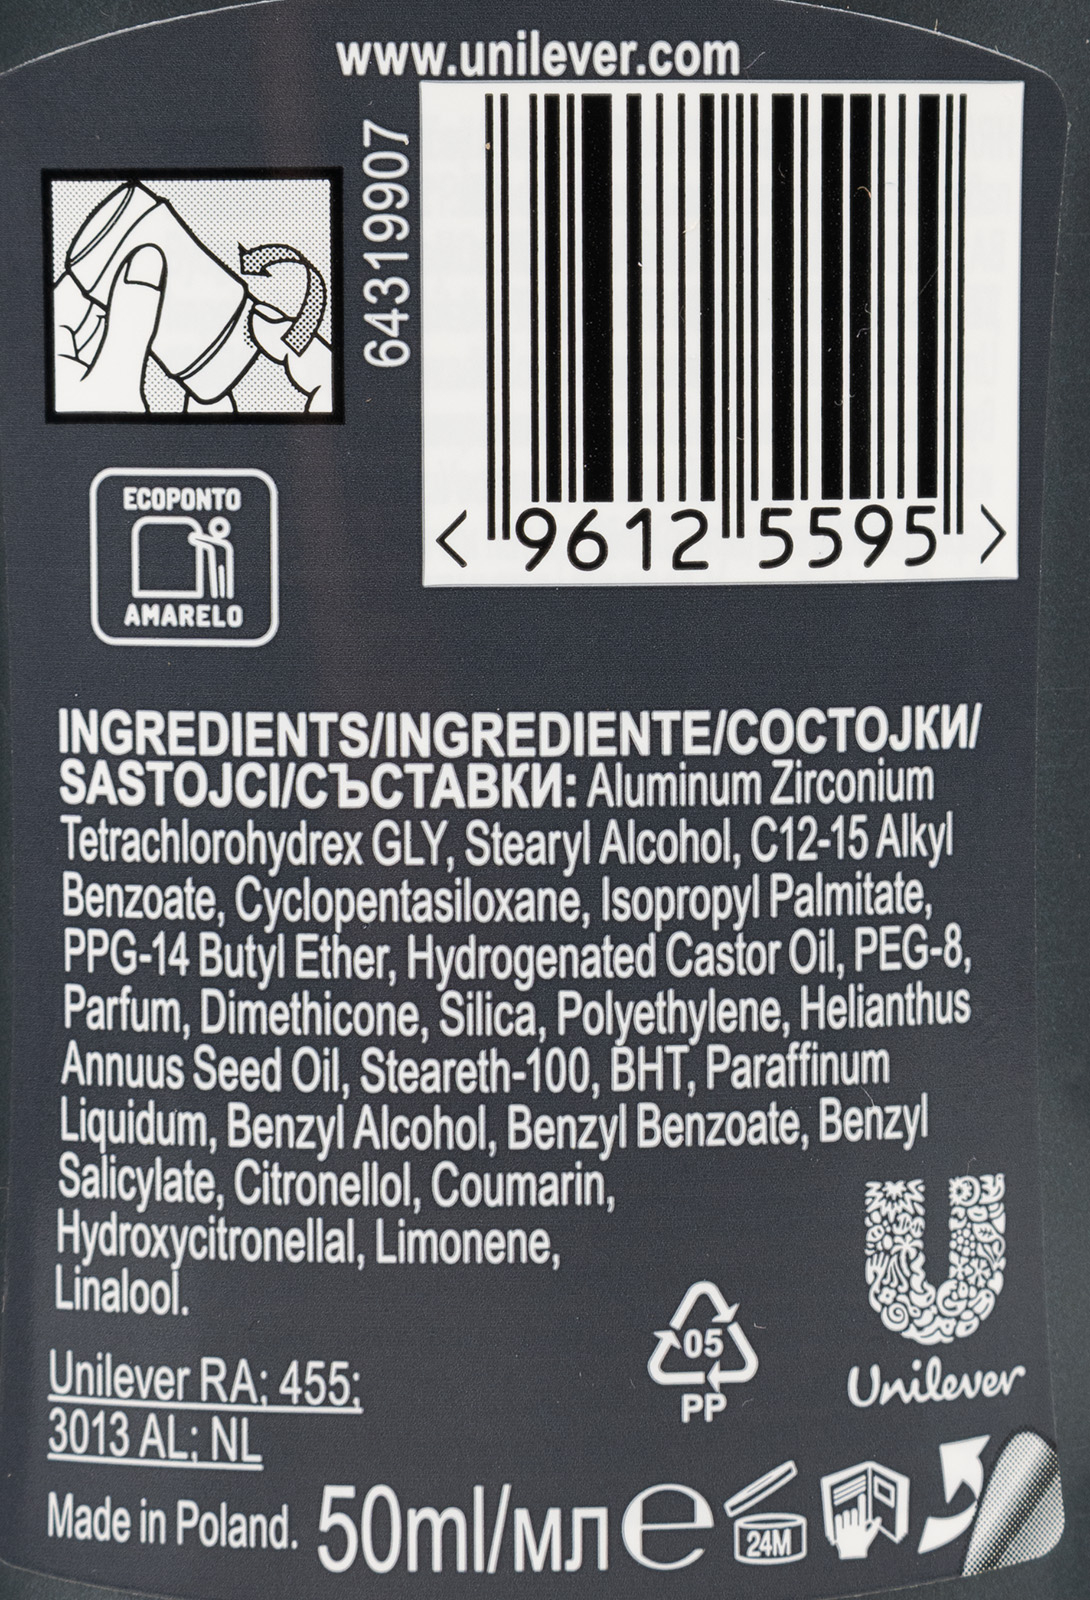 www.unilever.com
64319907
< 9612 5595 >
ECOPONTO
AMARELO
INGREDIENTS/INGREDIENTE/СОСТОЈКИ/
SASTOJCI/СЪСТАВКИ: Aluminum Zirconium
Tetrachlorohydrex GLY, Stearyl Alcohol, C12-15 Alkyl
Benzoate, Cyclopentasiloxane, Isopropyl Palmitate,
PPG-14 Butyl Ether, Hydrogenated Castor Oil, PEG-8,
Parfum, Dimethicone, Silica, Polyethylene, Helianthus
Annuus Seed Oil, Steareth-100, BHT, Paraffinum
Liquidum, Benzyl Alcohol, Benzyl Benzoate, Benzyl
Salicylate, Citronellol, Coumarin,
Hydroxycitronellal, Limonene,
Linalool.
05
PP
Unilever
Unilever RA; 455;
3013 AL; NL
Made in Poland. 50ml/мл e
24M